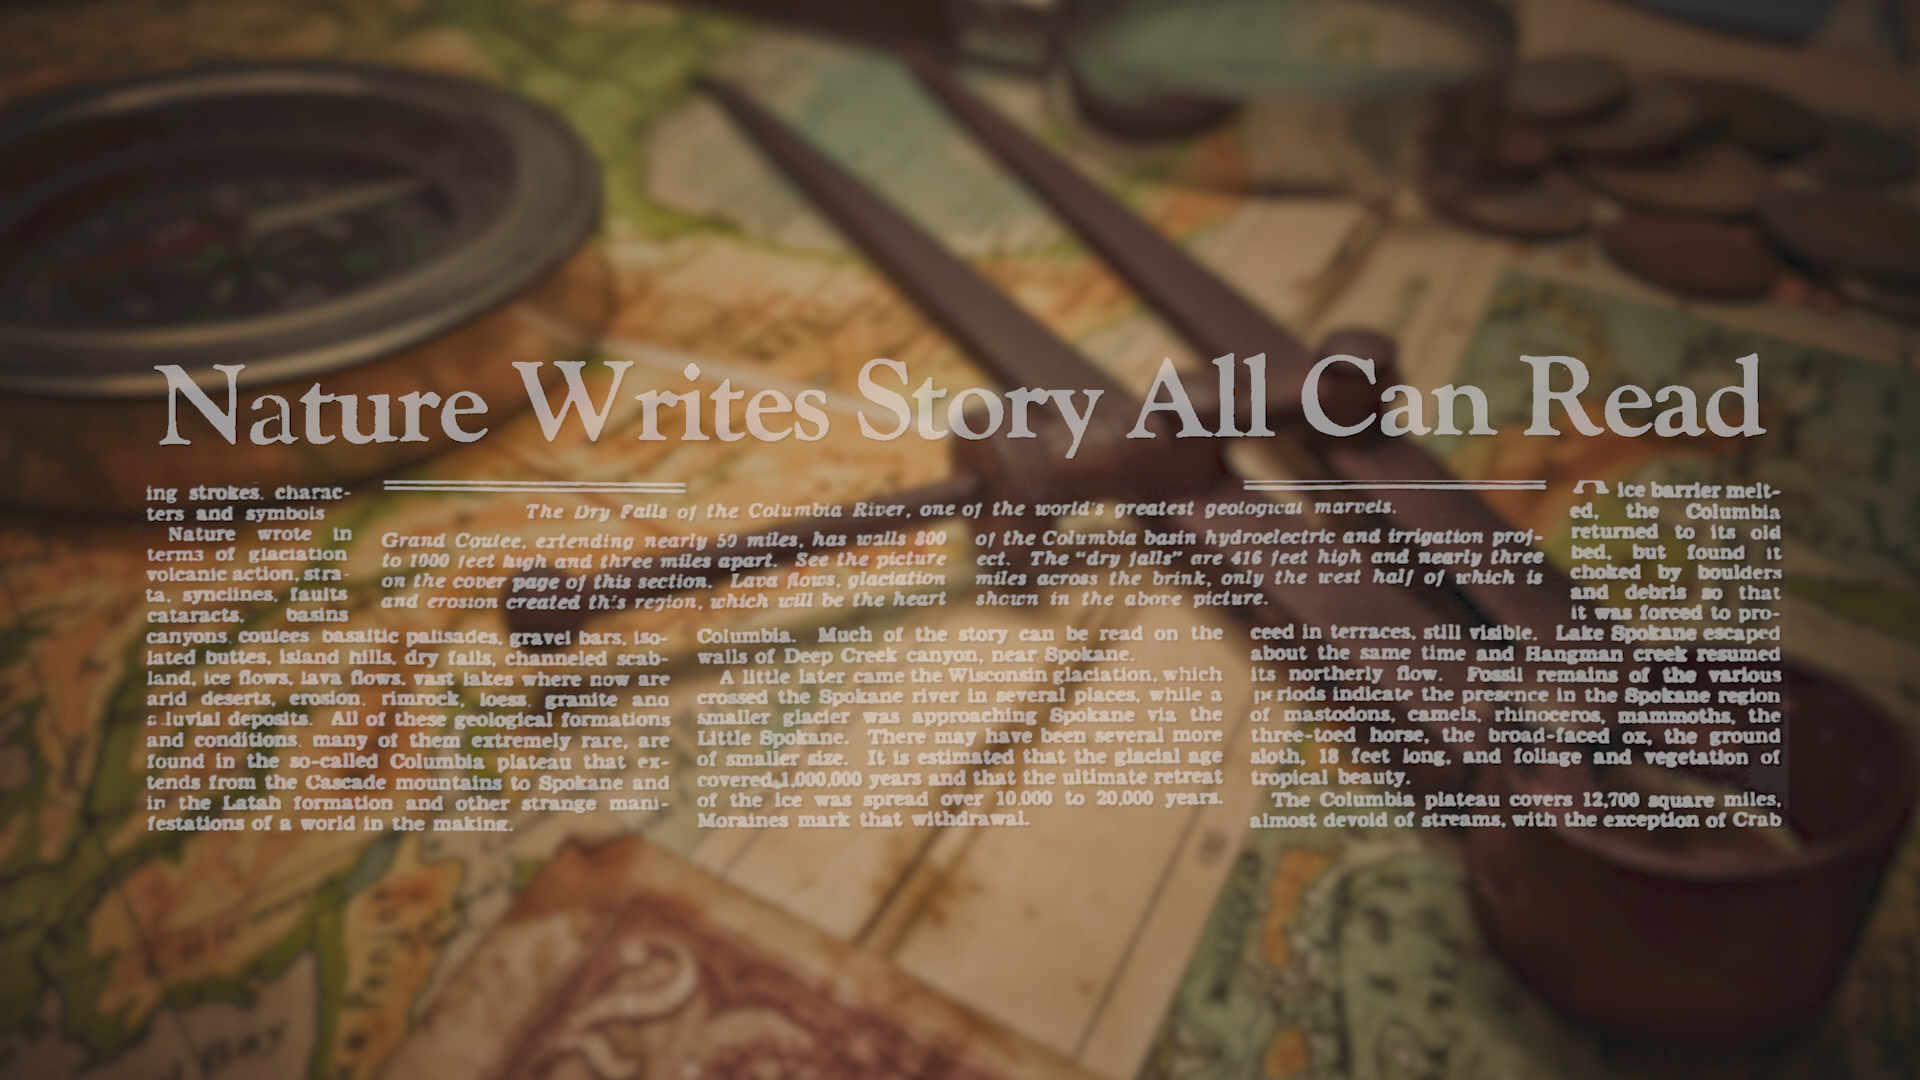 Nature Writes Story All Can Read
The Dry Falls of the Columbia River, one of the world's greatest geological marvels.
Grand Coulee, extending nearly 50 miles, has walls 800
to 1000 feet high and three miles apart. See the picture
on the cover page of this section. Lava flows, glaciation
and erosion created this region, which will be the heart
of the Columbia basin hydroelectric and irrigation proj-
ect. The "dry falls" are 416 feet high and nearly three
miles across the brink, only the west half of which is
shown in the above picture.
ing strokes. charac-
ters and symbols
Nature wrote in
terms of glaciation
volcanic action, stra-
ta, synclines, faults
cataracts, basins
canyons, coulees, basaltic palisades, gravel bars, iso-
lated buttes, island hills, dry falls, channeled scab-
land, ice flows, lava flows, vast lakes where now are
arid deserts, erosion, rimrock, loess, granite and
alluvial deposits. All of these geological formations
and conditions, many of them extremely rare, are
found in the so-called Columbia plateau that ex-
tends from the Cascade mountains to Spokane and
in the Latah formation and other strange mani-
festations of a world in the making.
Columbia. Much of the story can be read on the
walls of Deep Creek canyon, near Spokane.
A little later came the Wisconsin glaciation, which
crossed the Spokane river in several places, while a
smaller glacier was approaching Spokane via the
Little Spokane. There may have been several more
of smaller size. It is estimated that the glacial age
covered 1,000,000 years and that the ultimate retreat
of the ice was spread over 10,000 to 20,000 years.
Moraines mark that withdrawal.
ice barrier melt-
ed, the Columbia
returned to its old
bed, but found it
choked by boulders
and debris so that
it was forced to pro-
ceed in terraces, still visible. Lake Spokane escaped
about the same time and Hangman creek resumed
its northerly flow. Fossil remains of the various
periods indicate the presence in the Spokane region
of mastodons, camels, rhinoceros, mammoths, the
three-toed horse, the broad-faced ox, the ground
sloth, 18 feet long, and foliage and vegetation of
tropical beauty.
The Columbia plateau covers 12,700 square miles,
almost devoid of streams, with the exception of Crab